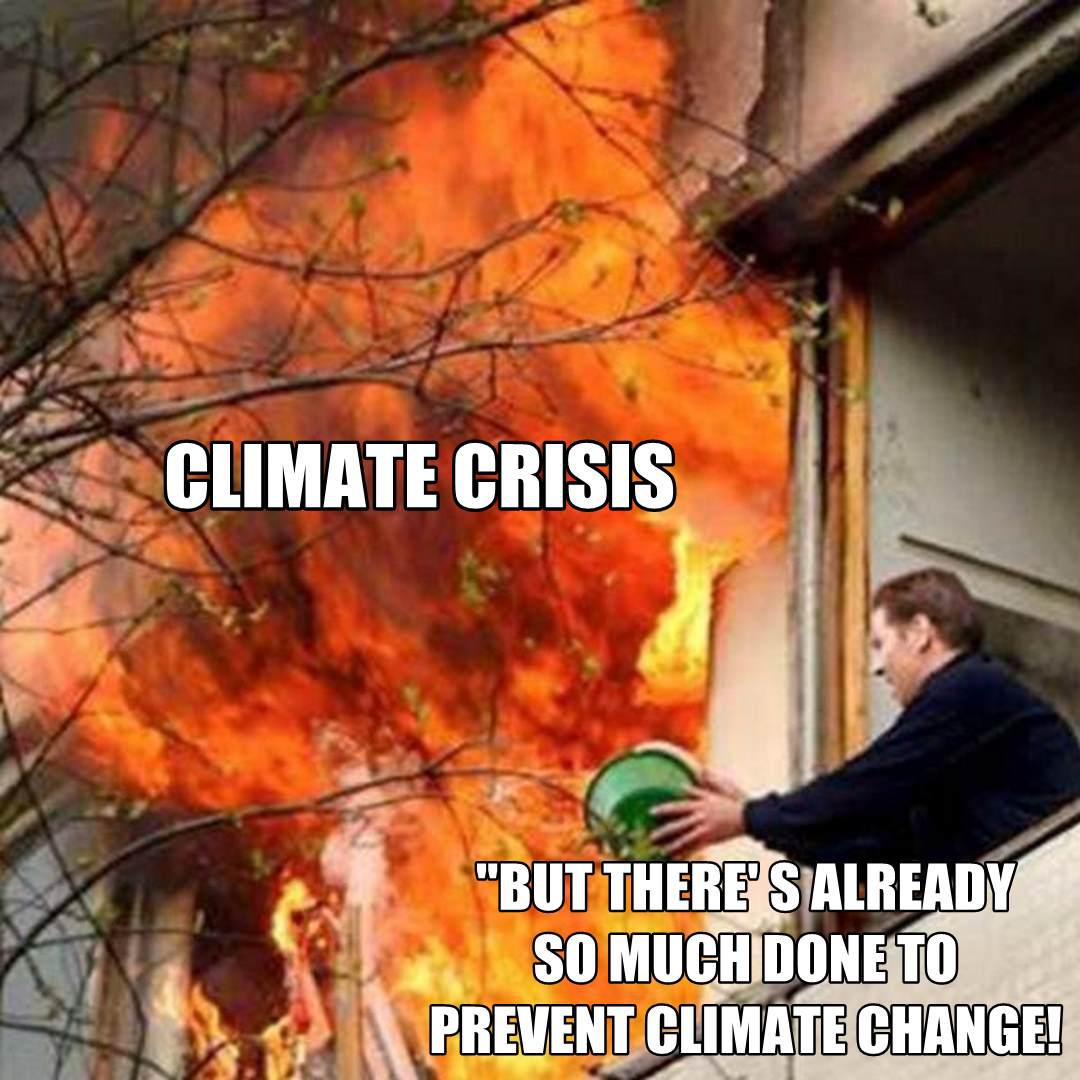 CLIMATE CRISIS
"BUT THERE' S ALREADY
SO MUCH DONE TO
PREVENT CLIMATE CHANGE!